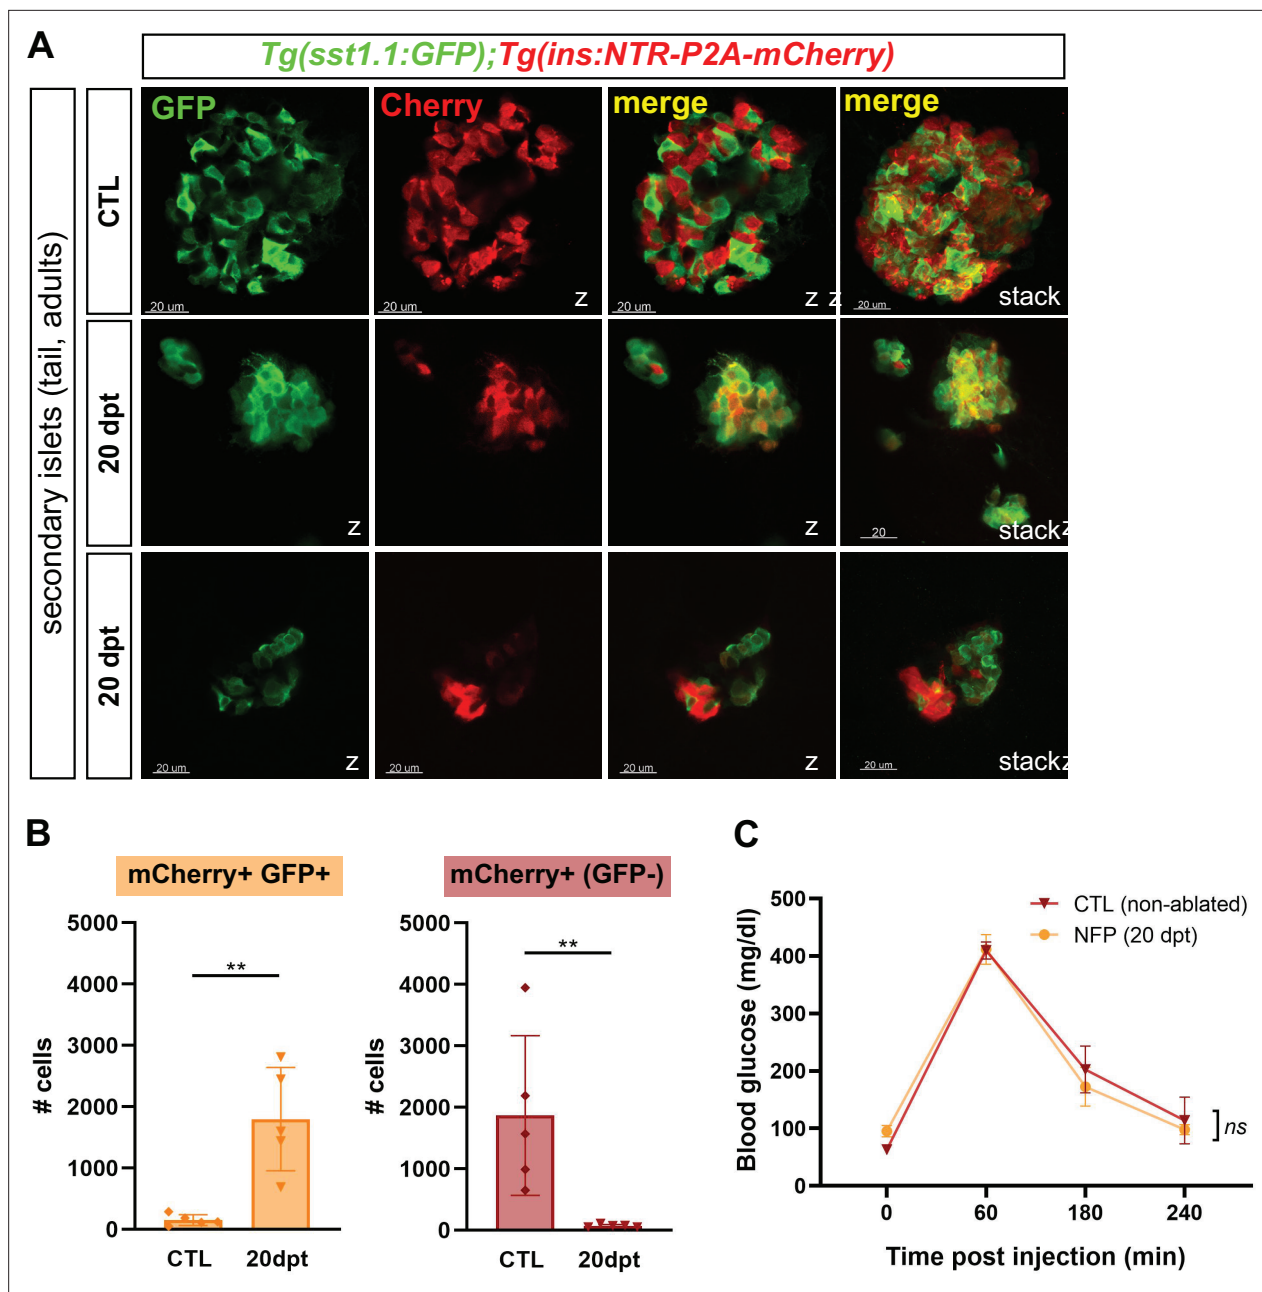 A
Tg(sst1.1:GFP);Tg(ins:NTR-P2A-mCherry)
secondary islets (tail, adults)
CTL
GFP
Cherry
merge
merge
20 um
20 um
z
20 um
z z
20 um
stack
20 dpt
z
z
20
stackz
20 dpt
20 um
z
20 um
20 um
z
20 um
stackz
B
mCherry+ GFP+
# cells
5000
4000
3000
2000
1000
0
**
CTL
20dpt
mCherry+ (GFP-)
# cells
5000
4000
3000
2000
1000
0
**
CTL
20dpt
C
Blood glucose (mg/dl)
500
400
300
200
100
0
CTL (non-ablated)
NFP (20 dpt)
ns
0
60
180
240
Time post injection (min)